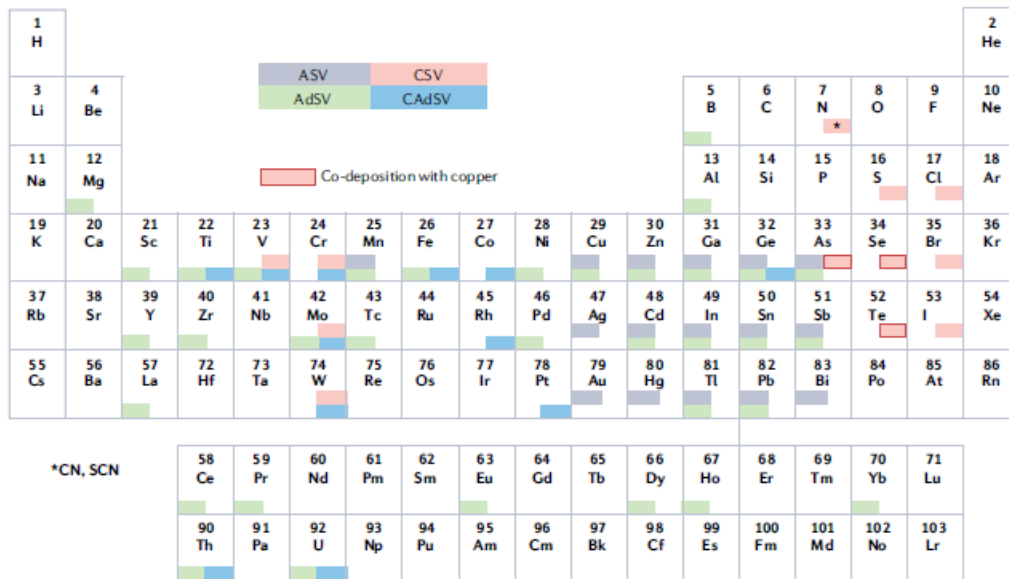 1 2
H He
ASV CSV
3 4 AdSV CAdSV 5 6 7 8 9 10
Li Be B C N O F Ne
*
11 12 13 14 15 16 17 18
Na Mg Co-deposition with copper Al Si P S Cl Ar
19 20 21 22 23 24 25 26 27 28 29 30 31 32 33 34 35 36
K Ca Sc Ti V Cr Mn Fe Co Ni Cu Zn Ga Ge As Se Br Kr
37 38 39 40 41 42 43 44 45 46 47 48 49 50 51 52 53 54
Rb Sr Y Zr Nb Mo Tc Ru Rh Pd Ag Cd In Sn Sb Te I Xe
55 56 57 72 73 74 75 76 77 78 79 80 81 82 83 84 85 86
Cs Ba La Hf Ta W Re Os Ir Pt Au Hg Tl Pb Bi Po At Rn
58 59 60 61 62 63 64 65 66 67 68 69 70 71
*CN, SCN Ce Pr Nd Pm Sm Eu Gd Tb Dy Ho Er Tm Yb Lu
90 91 92 93 94 95 96 97 98 99 100 101 102 103
Th Pa U Np Pu Am Cm Bk Cf Es Fm Md No Lr